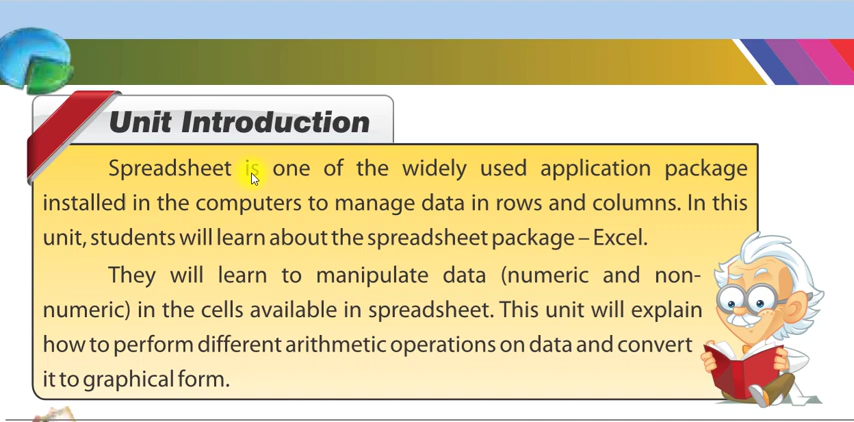 Unit Introduction
Spreadsheet is one of the widely used application package
installed in the computers to manage data in rows and columns. In this
unit, students will learn about the spreadsheet package – Excel.
They will learn to manipulate data (numeric and non-
numeric) in the cells available in spreadsheet. This unit will explain
how to perform different arithmetic operations on data and convert
it to graphical form.